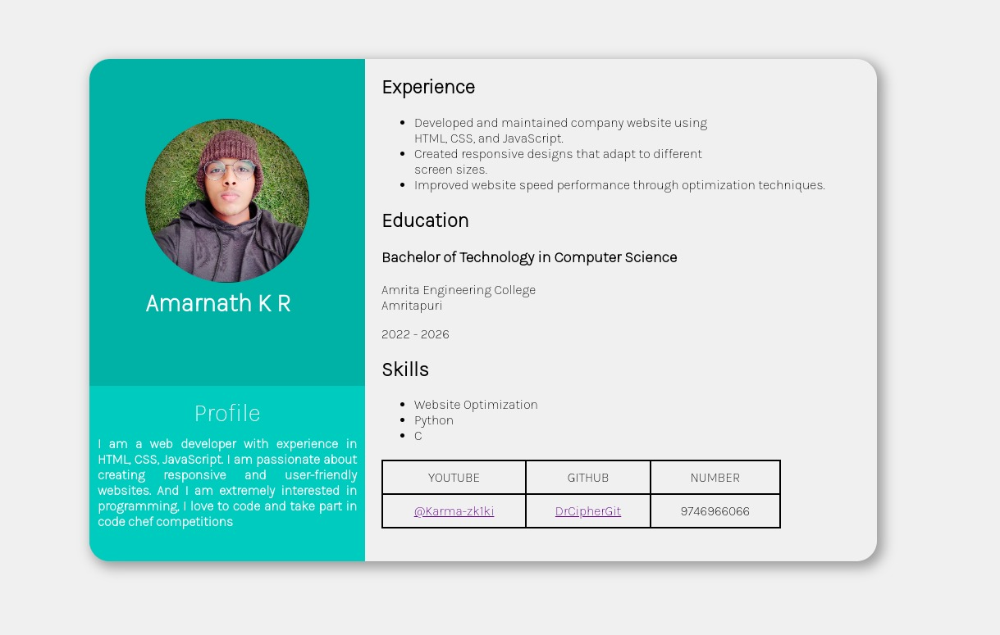 Amarnath K R
Profile
I am a web developer with experience in
HTML, CSS, JavaScript. I am passionate about
creating responsive and user-friendly
websites. And I am extremely interested in
programming, I love to code and take part in
code chef competitions
Experience
Developed and maintained company website using
HTML, CSS, and JavaScript.
Created responsive designs that adapt to different
screen sizes.
Improved website speed performance through optimization techniques.
Education
Bachelor of Technology in Computer Science
Amrita Engineering College
Amritapuri
2022 - 2026
Skills
Website Optimization
Python
C
YOUTUBE GITHUB NUMBER
@Karma-zk1ki DrCipherGit 9746966066